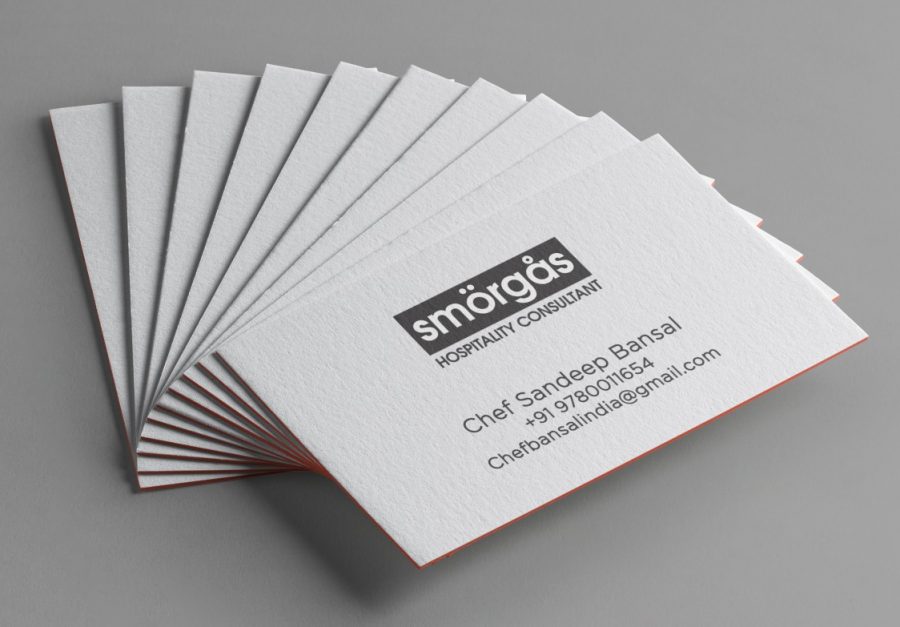 smörgås
HOSPITALITY CONSULTANT
Chef Sandeep Bansal
+91 9780011654
Chefbansalindia@gmail.com